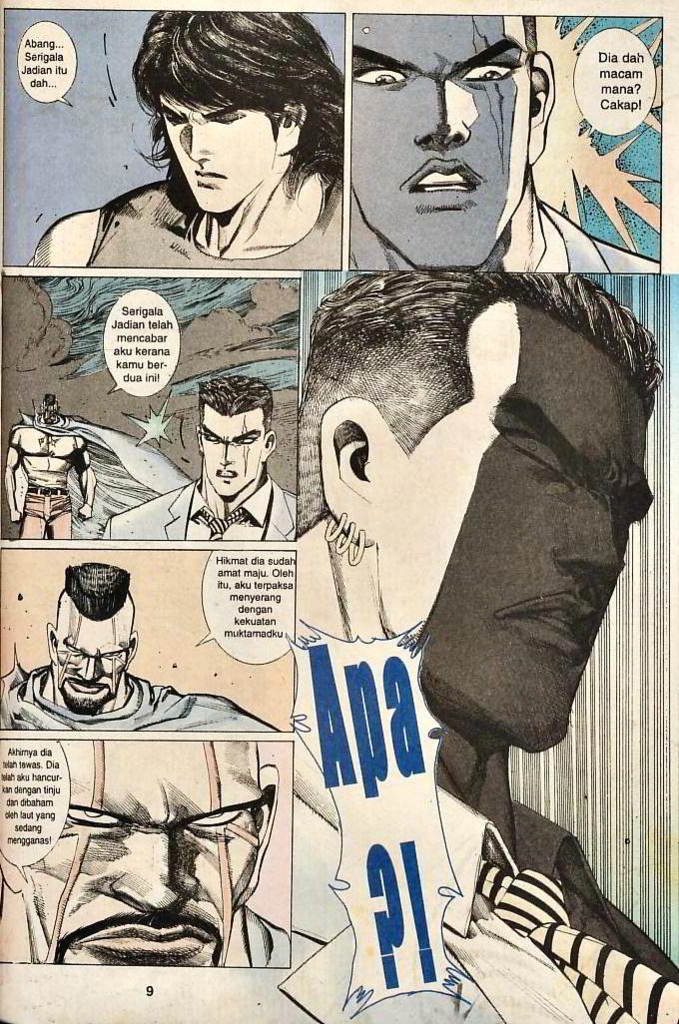 Abang...
Serigala
Jadian itu
dah...
Dia dah
macam
mana?
Cakap!
Serigala
Jadian telah
mencabar
aku kerana
kamu ber-
dua ini!
Hikmat dia sudah
amat maju. Oleh
itu, aku terpaksa
menyerang
dengan
kekuatan
muktamadku
Akhirnya dia
telah tewas. Dia
telah aku hancur-
kan dengan tinju
dan dibaham
oleh laut yang
sedang
mengganas!
Apa
?!
9